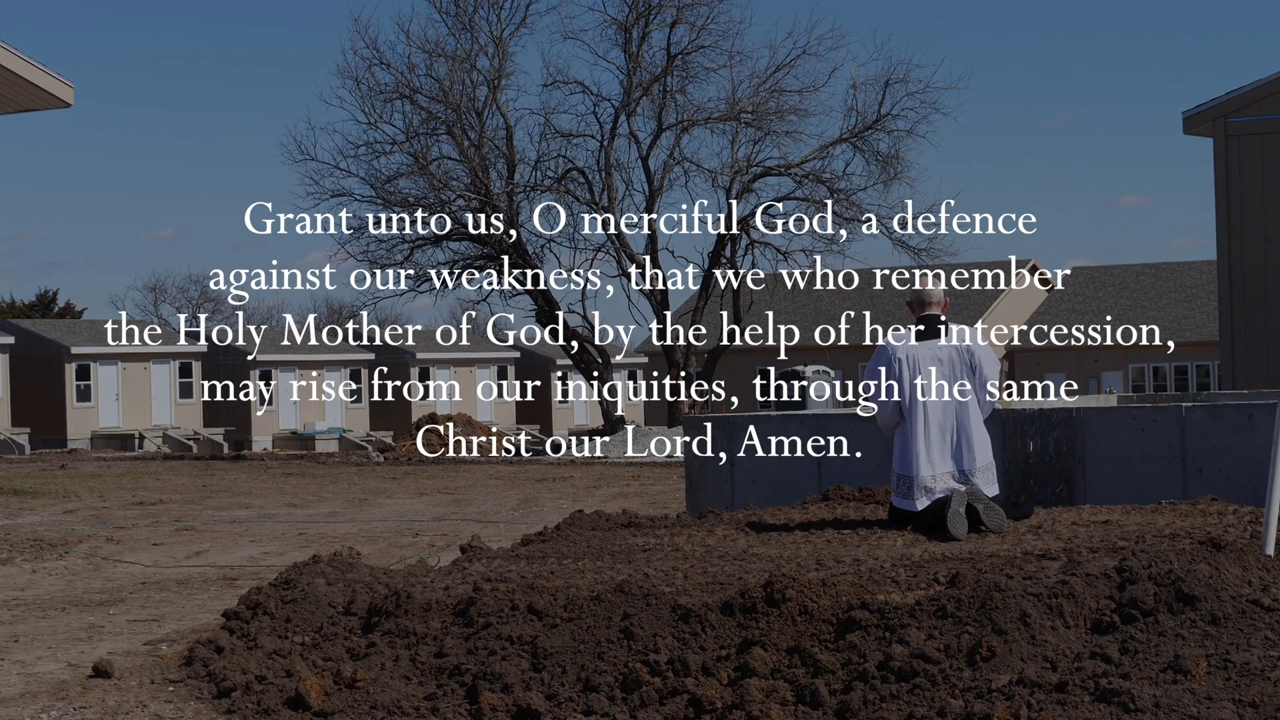 Grant unto us, O merciful God, a defence
against our weakness, that we who remember
the Holy Mother of God, by the help of her intercession,
may rise from our iniquities, through the same
Christ our Lord, Amen.